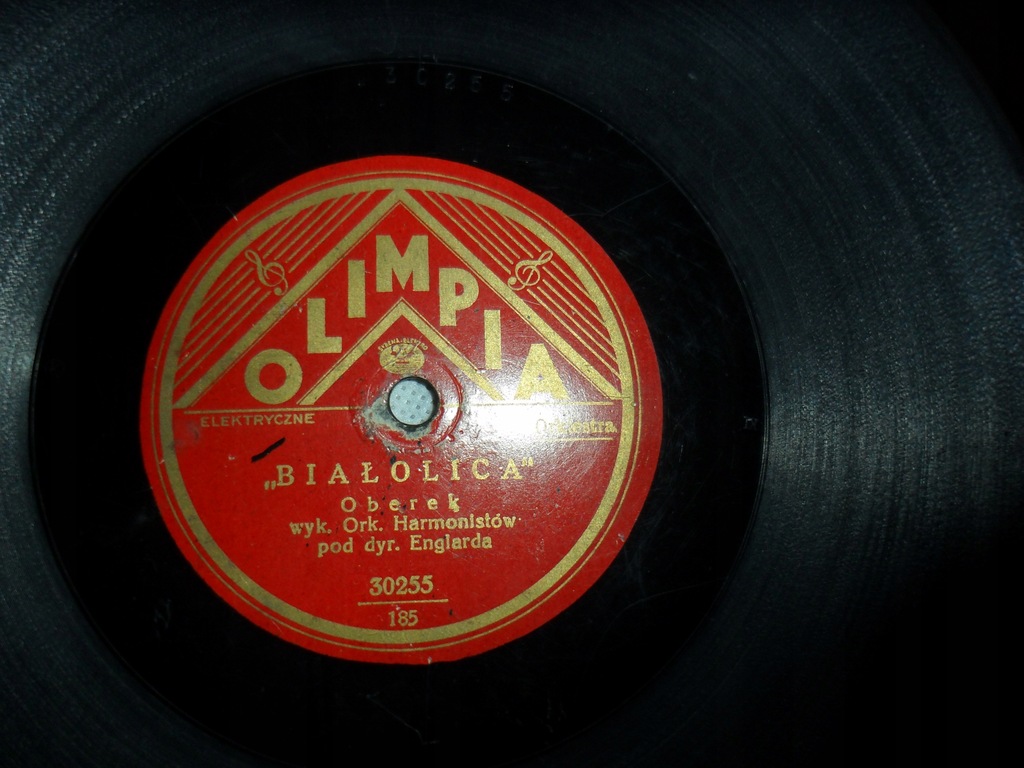 30255
OLIMPIA
ELEKTRYCZNE
Orkiestra
„BIAŁOLICA"
Oberek
wyk. Ork. Harmonistów
pod dyr. Englarda
30255
185